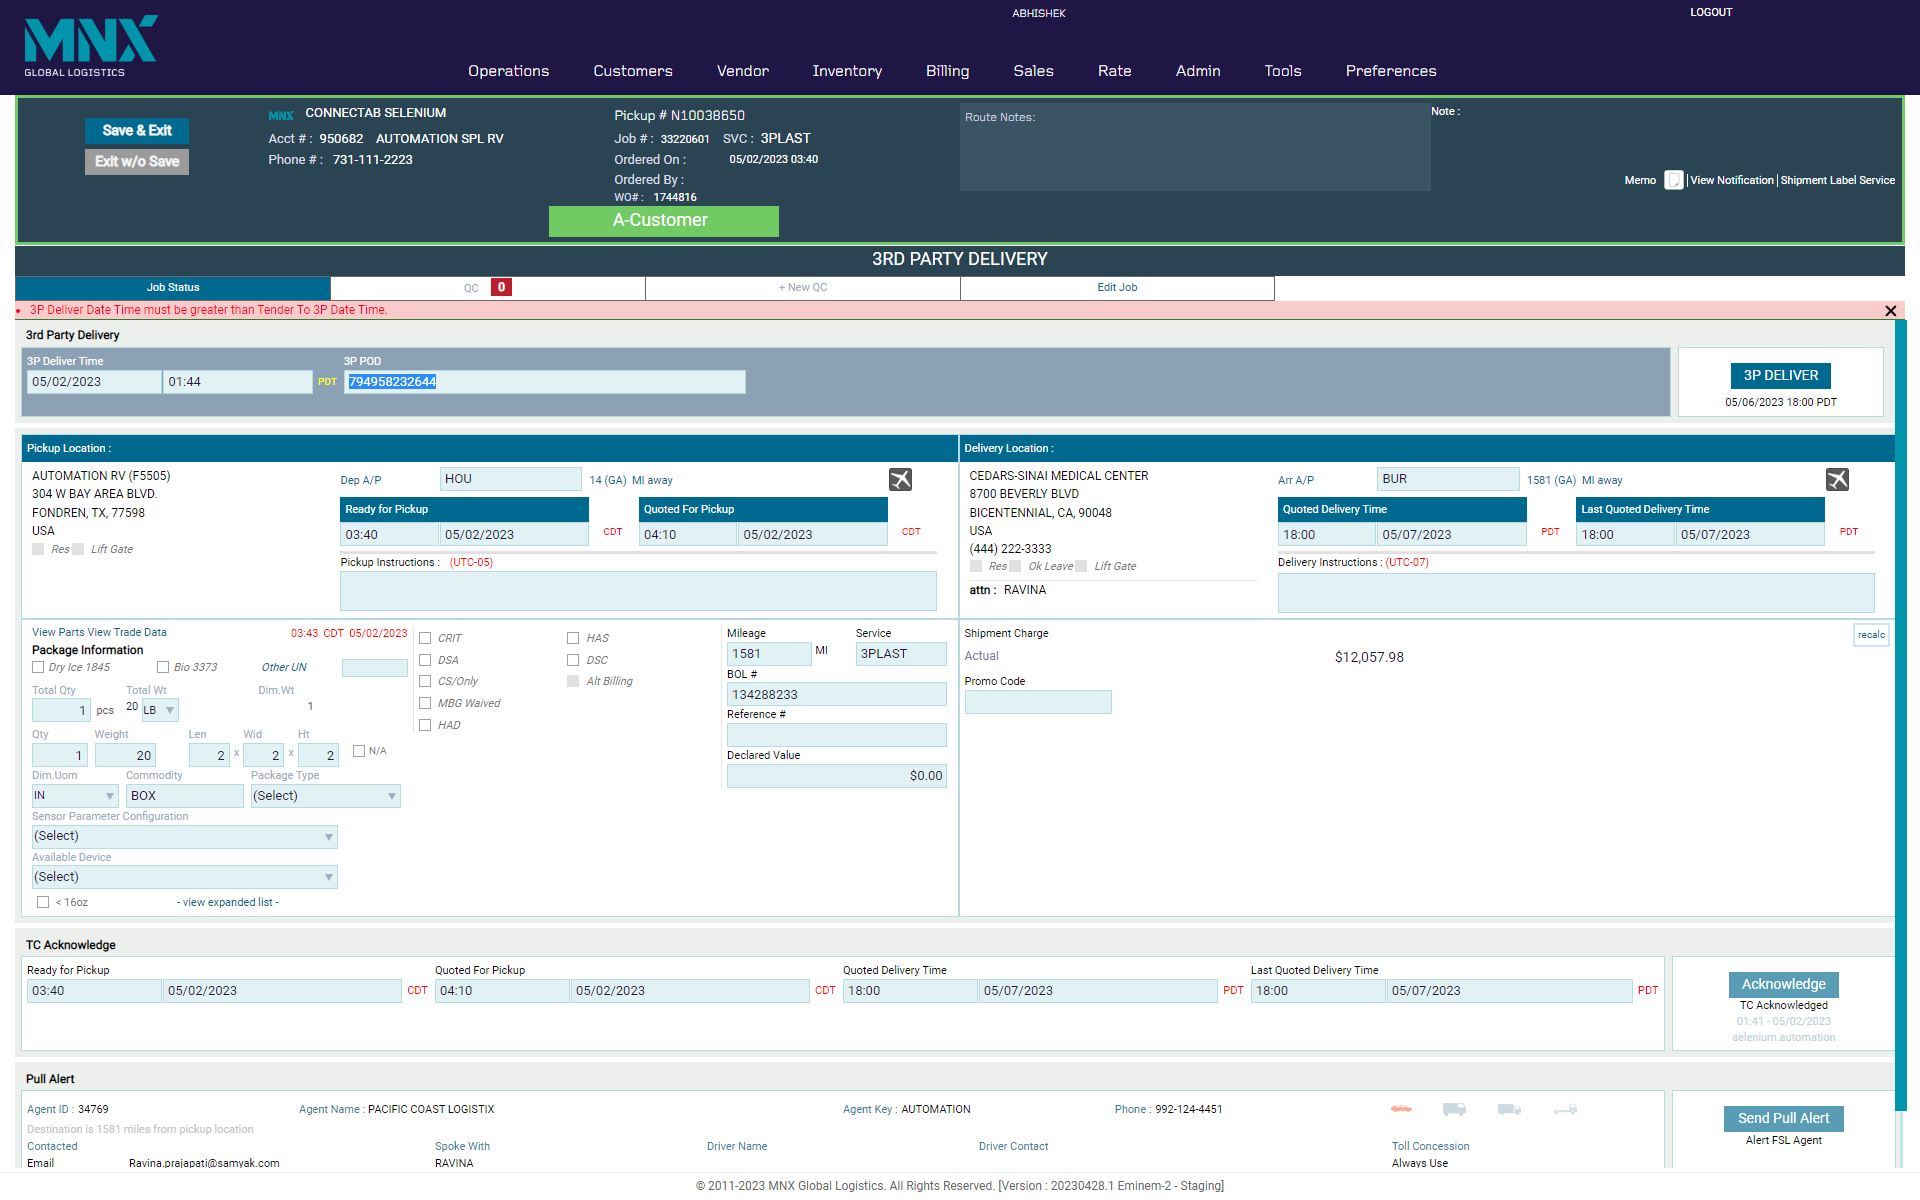 MNX
GLOBAL LOGISTICS
ABHISHEK
LOGOUT
Operations Customers Vendor Inventory Billing Sales Rate Admin Tools Preferences
Save & Exit
Exit w/o Save
MNX CONNECTAB SELENIUM
Acct # : 950682 AUTOMATION SPL RV
Phone # : 731-111-2223
Pickup # N10038650
Job # : 33220601 SVC : 3PLAST
Ordered On : 05/02/2023 03:40
Ordered By :
WO# : 1744816
A-Customer
Route Notes:
Note :
Memo | View Notification | Shipment Label Service
3RD PARTY DELIVERY
Job Status QC 0 + New QC Edit Job
3P Deliver Date Time must be greater than Tender To 3P Date Time.
3rd Party Delivery
3P Deliver Time 3P POD
05/02/2023 01:44 PDT 794958232644
3P DELIVER
05/06/2023 18:00 PDT
Pickup Location :
AUTOMATION RV (F5505)
304 W BAY AREA BLVD.
FONDREN, TX, 77598
USA
Res Lift Gate
Dep A/P HOU 14 (GA) MI away
Ready for Pickup Quoted For Pickup
03:40 05/02/2023 CDT 04:10 05/02/2023 CDT
Pickup Instructions : (UTC-05)
Delivery Location :
CEDARS-SINAI MEDICAL CENTER
8700 BEVERLY BLVD
BICENTENNIAL, CA, 90048
USA
(444) 222-3333
Res Ok Leave Lift Gate
attn : RAVINA
Arr A/P BUR 1581 (GA) MI away
Quoted Delivery Time Last Quoted Delivery Time
18:00 05/07/2023 PDT 18:00 05/07/2023 PDT
Delivery Instructions : (UTC-07)
View Parts View Trade Data 03:43 CDT 05/02/2023
Package Information
Dry Ice 1845 Bio 3373 Other UN
Total Qty Total Wt Dim.Wt
1 pcs 20 LB 1
Qty Weight Len Wid Ht
1 20 2 x 2 x 2 N/A
Dim.Uom Commodity Package Type
IN BOX (Select)
Sensor Parameter Configuration
(Select)
Available Device
(Select)
< 16oz - view expanded list -
CRIT HAS
DSA DSC
CS/Only Alt Billing
MBG Waived
HAD
Mileage Service
1581 MI 3PLAST
BOL #
134288233
Reference #
Declared Value
$0.00
Shipment Charge recalc
Actual $12,057.98
Promo Code
TC Acknowledge
Ready for Pickup Quoted For Pickup Quoted Delivery Time Last Quoted Delivery Time
03:40 05/02/2023 CDT 04:10 05/02/2023 CDT 18:00 05/07/2023 PDT 18:00 05/07/2023 PDT
Acknowledge
TC Acknowledged
01:41 - 05/02/2023
selenium.automation
Pull Alert
Agent ID : 34769 Agent Name : PACIFIC COAST LOGISTIX Agent Key : AUTOMATION Phone : 992-124-4451
Destination is 1581 miles from pickup location
Contacted Spoke With Driver Name Driver Contact Toll Concession
Email Ravina.prajapati@samyak.com RAVINA Always Use
Send Pull Alert
Alert FSL Agent
© 2011-2023 MNX Global Logistics. All Rights Reserved. [Version : 20230428.1 Eminem-2 - Staging]